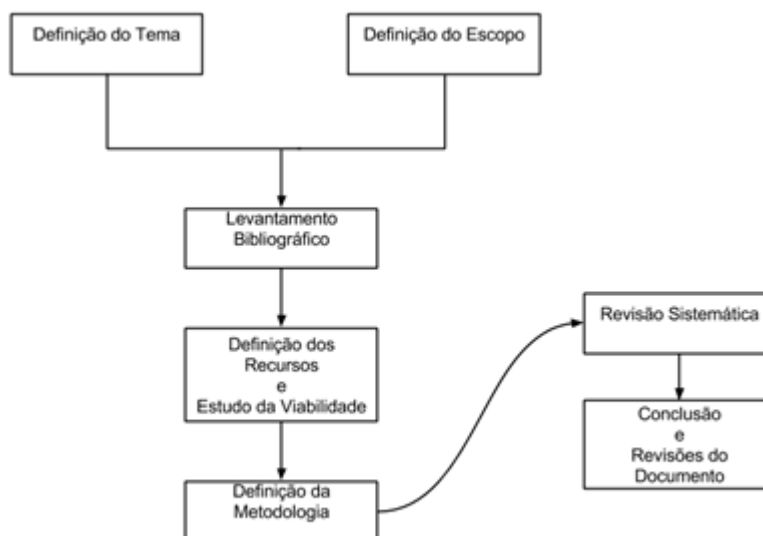 Definição do Tema
Definição do Escopo
Levantamento
Bibliográfico
Definição dos
Recursos
e
Estudo da Viabilidade
Definição da
Metodologia
Revisão Sistemática
Conclusão
e
Revisões do
Documento